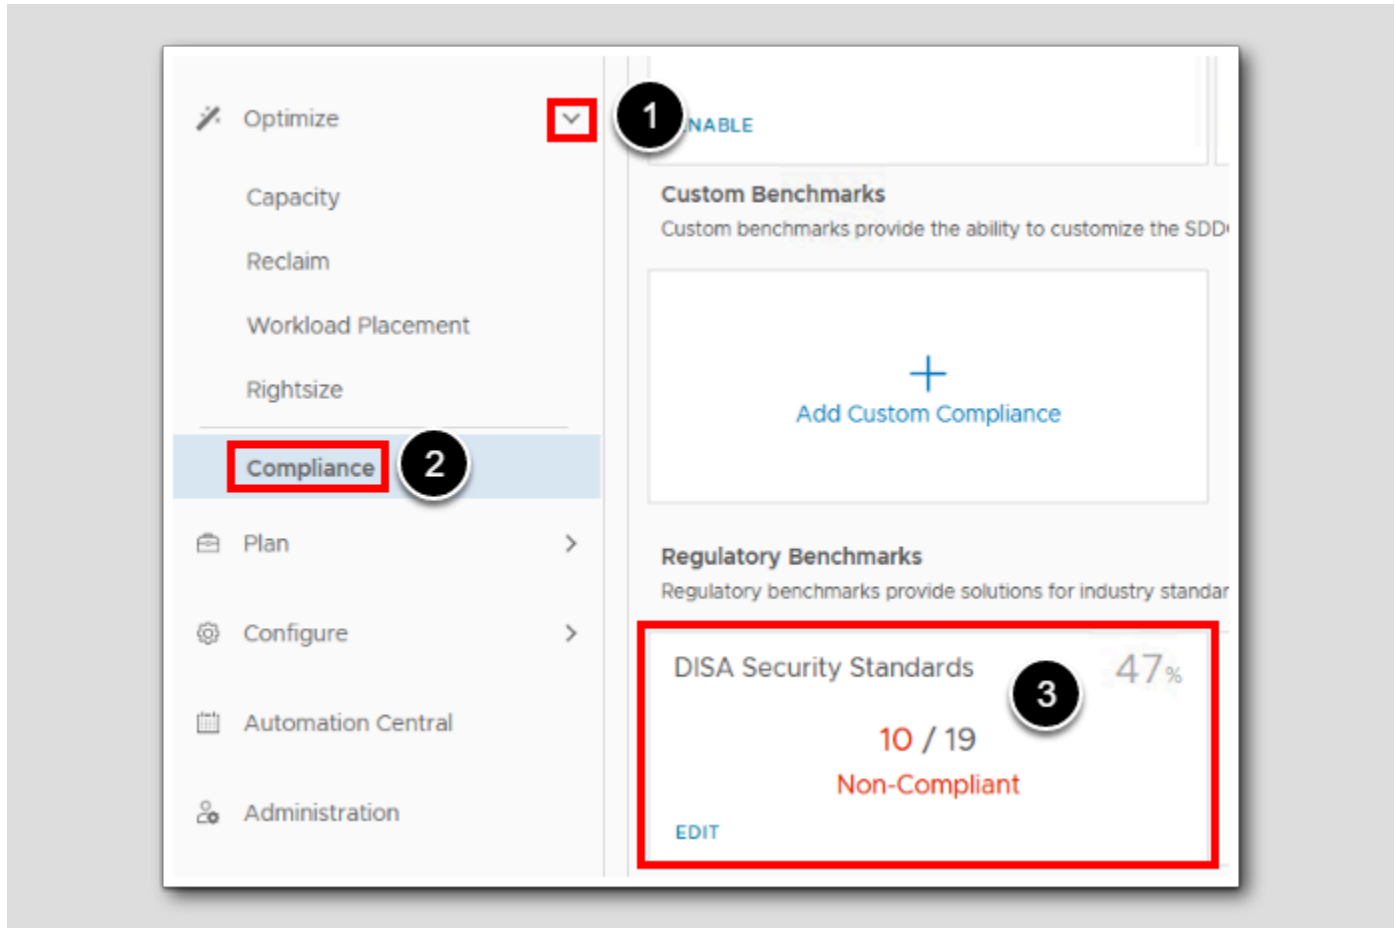 Optimize
1
Capacity
Reclaim
Workload Placement
Rightsize
Compliance
2
Plan
Configure
Automation Central
Administration
NABLE
Custom Benchmarks
Custom benchmarks provide the ability to customize the SDD
Add Custom Compliance
Regulatory Benchmarks
Regulatory benchmarks provide solutions for industry standar
DISA Security Standards
47%
3
10 / 19
Non-Compliant
EDIT